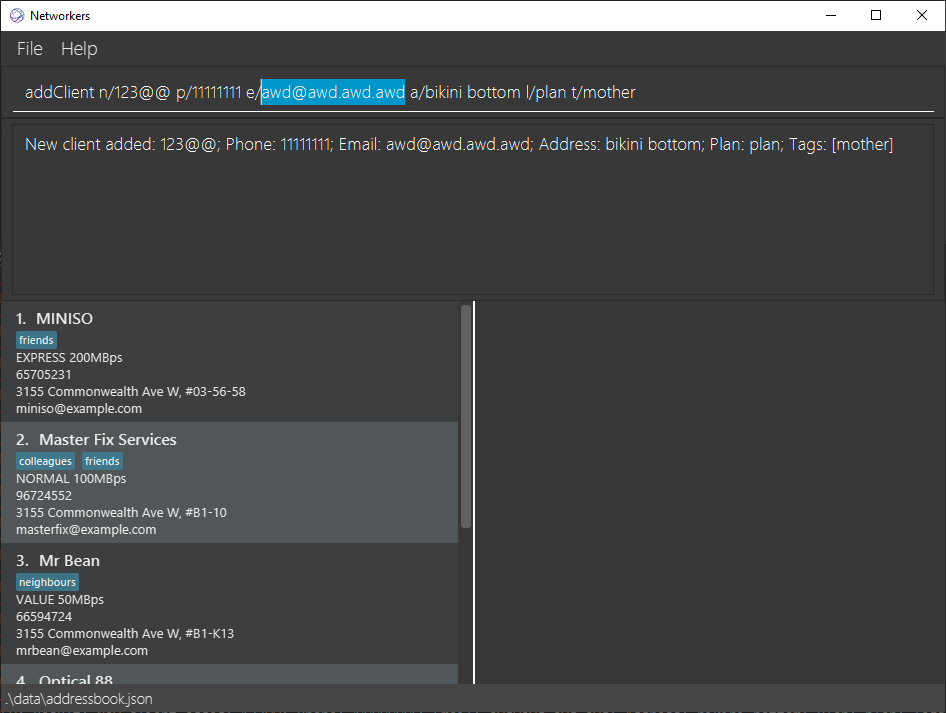 Networkers
File Help
addClient n/123@@ p/11111111 e/awd@awd.awd.awd a/bikini bottom l/plan t/mother
New client added: 123@@; Phone: 11111111; Email: awd@awd.awd.awd; Address: bikini bottom; Plan: plan; Tags: [mother]
1. MINISO
friends
EXPRESS 200MBps
65705231
3155 Commonwealth Ave W, #03-56-58
miniso@example.com
2. Master Fix Services
colleagues friends
NORMAL 100MBps
96724552
3155 Commonwealth Ave W, #B1-10
masterfix@example.com
3. Mr Bean
neighbours
VALUE 50MBps
66594724
3155 Commonwealth Ave W, #B1-K13
mrbean@example.com
4. Optical 88
.\data\addressbook.json